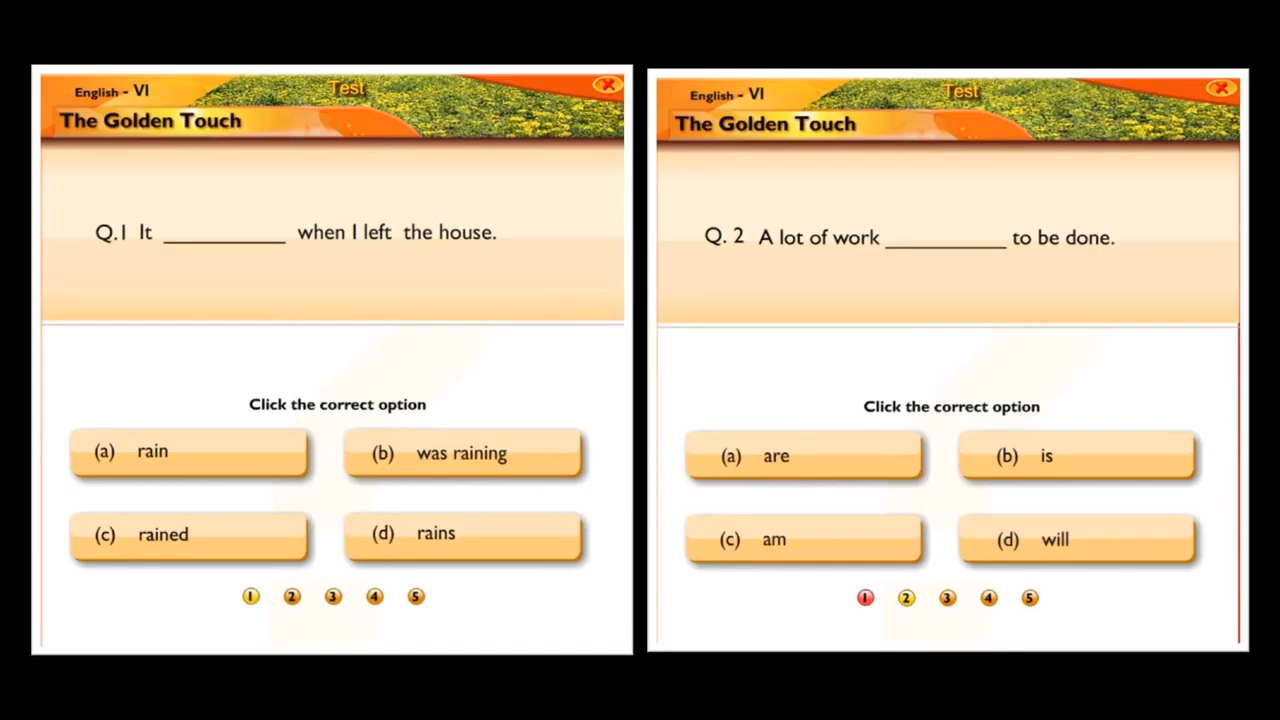 English - VI
Test
The Golden Touch
Q.1 It __________ when I left the house.
Click the correct option
(a) rain
(b) was raining
(c) rained
(d) rains
1 2 3 4 5
English - VI
Test
The Golden Touch
Q. 2 A lot of work __________ to be done.
Click the correct option
(a) are
(b) is
(c) am
(d) will
1 2 3 4 5